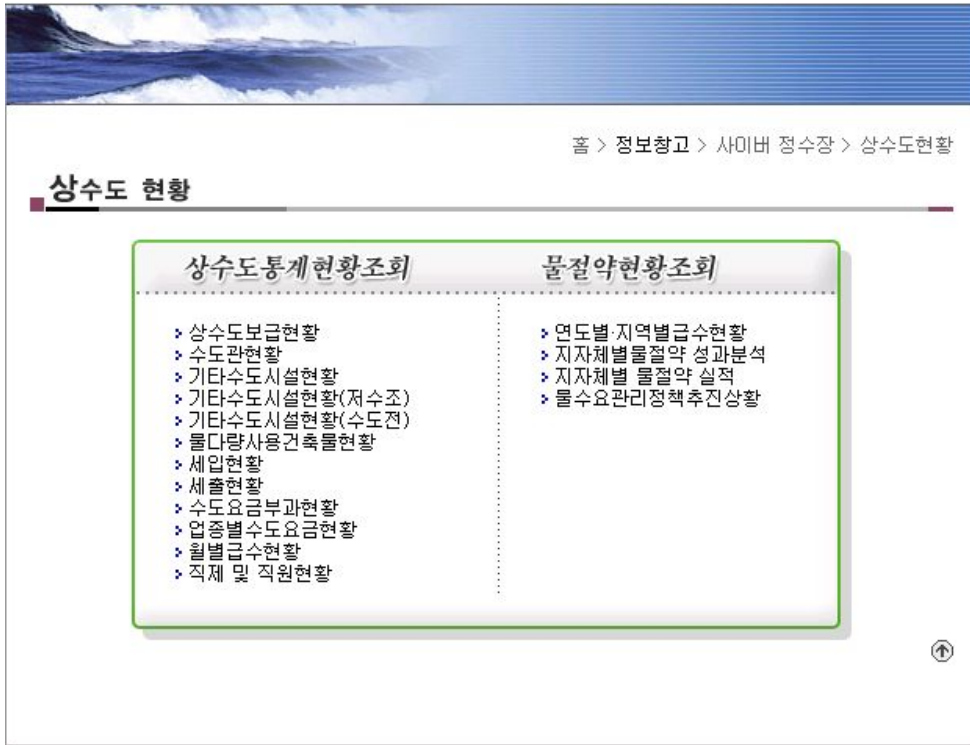 홈 > 정보창고 > 사이버 정수장 > 상수도현황
상수도 현황
상수도통계현황조회
상수도보급현황
수도관현황
기타수도시설현황
기타수도시설현황(저수조)
기타수도시설현황(수도전)
물다량사용건축물현황
세입현황
세출현황
수도요금부과현황
업종별수도요금현황
월별급수현황
직제 및 직원현황
물절약현황조회
연도별·지역별급수현황
지자체별물절약 성과분석
지자체별 물절약 실적
물수요관리정책추진상황